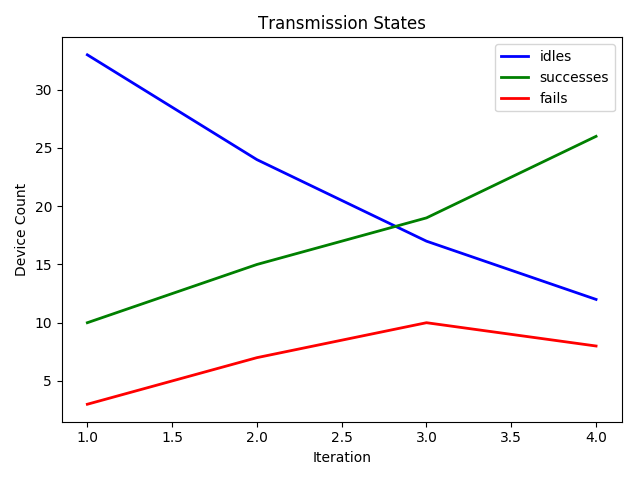 Transmission States
idles
successes
fails
Device Count
30
25
20
15
10
5
1.0 1.5 2.0 2.5 3.0 3.5 4.0
Iteration